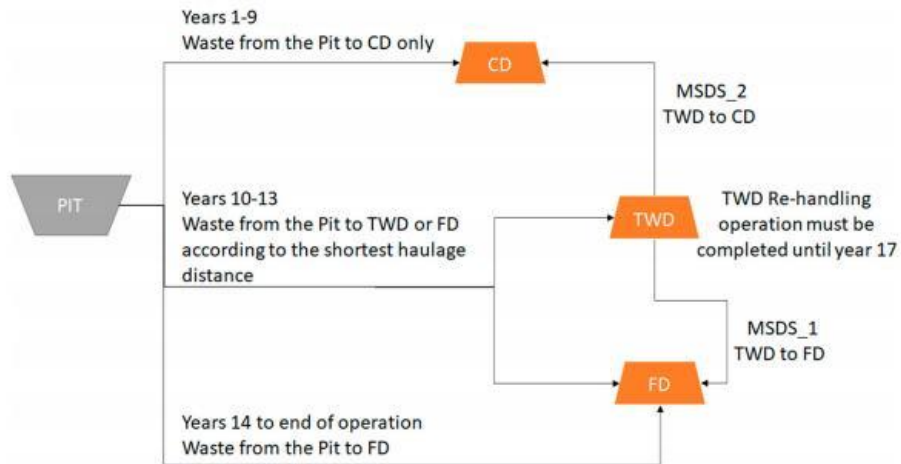 Years 1-9
Waste from the Pit to CD only
CD
MSDS_2
TWD to CD
PIT
Years 10-13
Waste from the Pit to TWD or FD
according to the shortest haulage
distance
TWD
TWD Re-handling
operation must be
completed until year 17
MSDS_1
TWD to FD
FD
Years 14 to end of operation
Waste from the Pit to FD